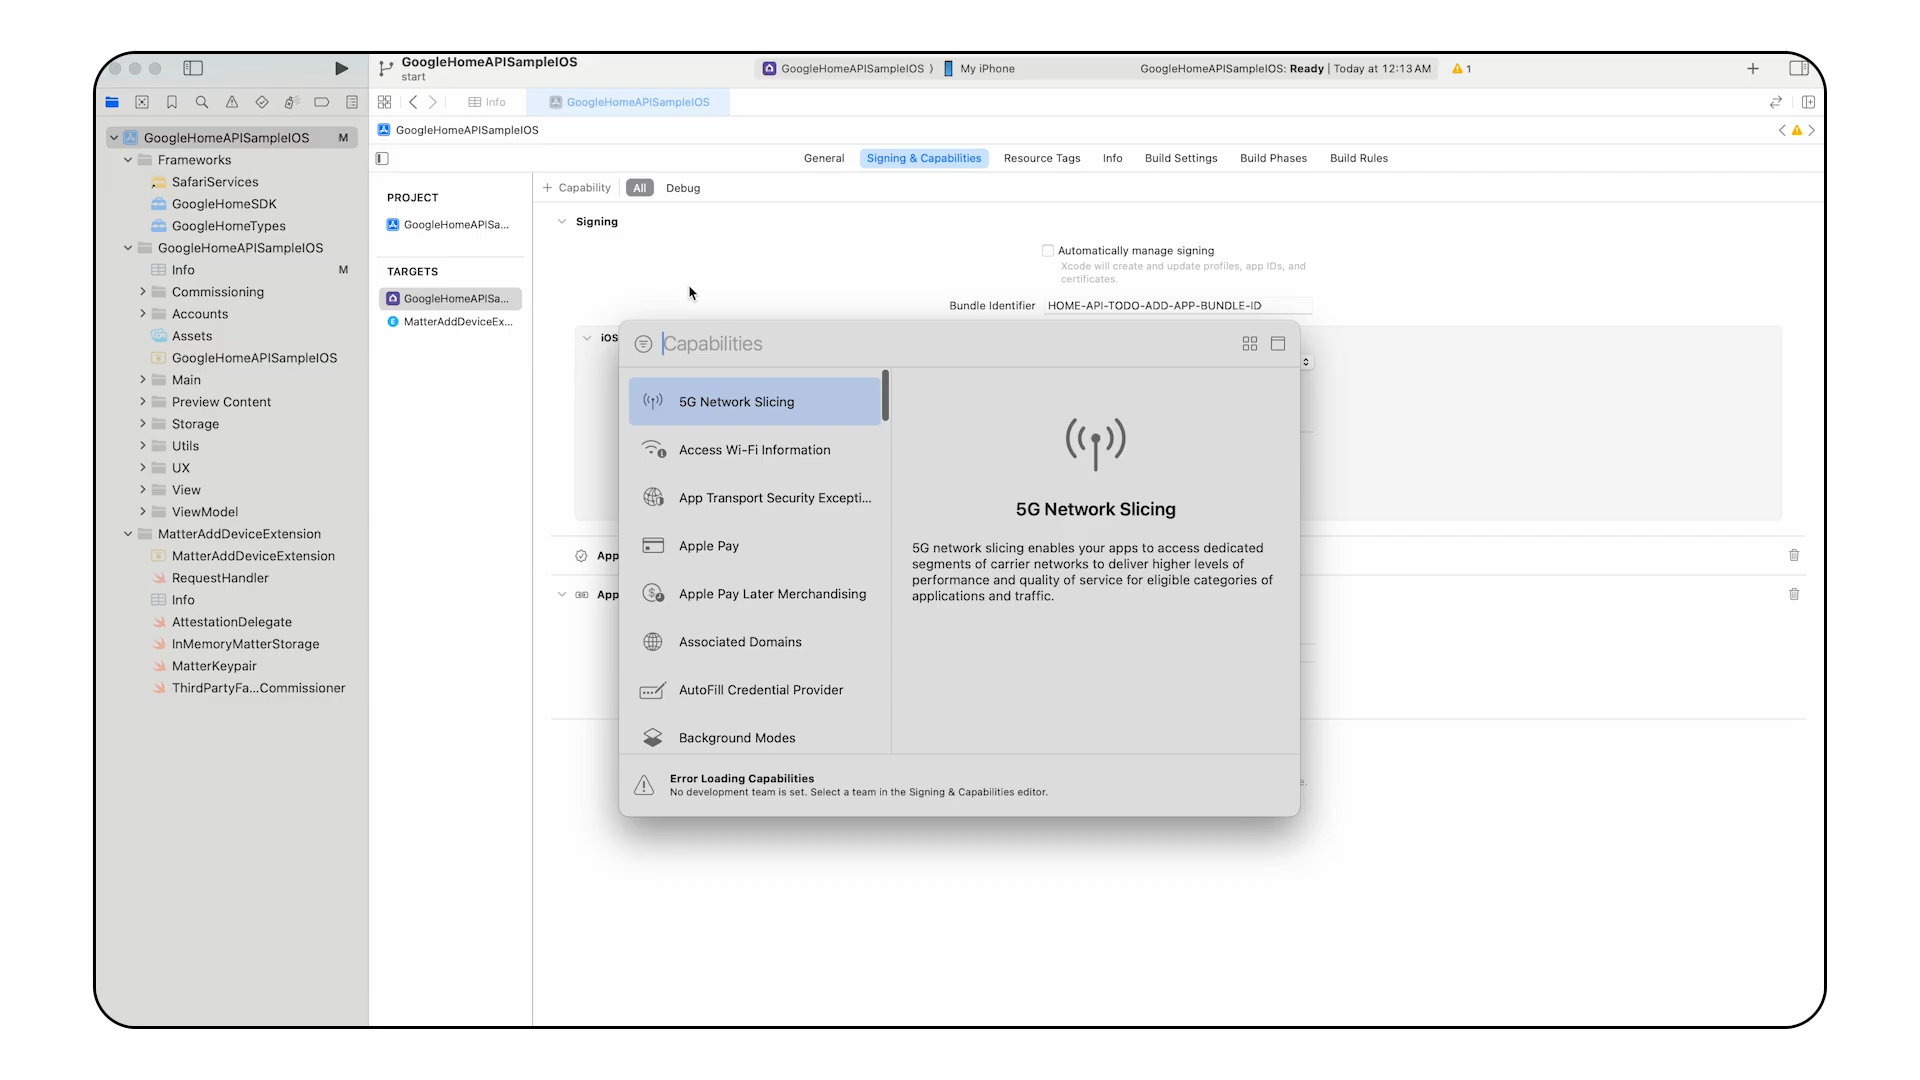 GoogleHomeAPISampleIOS
start
GoogleHomeAPISampleIOS ⟩ My iPhone
GoogleHomeAPISampleIOS: Ready | Today at 12:13 AM
1
Info
GoogleHomeAPISampleIOS
GoogleHomeAPISampleIOS
General
Signing & Capabilities
Resource Tags
Info
Build Settings
Build Phases
Build Rules
GoogleHomeAPISampleIOS M
Frameworks
SafariServices
GoogleHomeSDK
GoogleHomeTypes
GoogleHomeAPISampleIOS
Info M
Commissioning
Accounts
Assets
GoogleHomeAPISampleIOS
Main
Preview Content
Storage
Utils
UX
View
ViewModel
MatterAddDeviceExtension
MatterAddDeviceExtension
RequestHandler
Info
AttestationDelegate
InMemoryMatterStorage
MatterKeypair
ThirdPartyFa...Commissioner
PROJECT
GoogleHomeAPISa...
TARGETS
GoogleHomeAPISa...
MatterAddDeviceEx...
+ Capability
All
Debug
Signing
Automatically manage signing
Xcode will create and update profiles, app IDs, and
certificates.
Bundle Identifier HOME-API-TODO-ADD-APP-BUNDLE-ID
iOS
App
App
Capabilities
5G Network Slicing
Access Wi-Fi Information
App Transport Security Excepti...
Apple Pay
Apple Pay Later Merchandising
Associated Domains
AutoFill Credential Provider
Background Modes
5G Network Slicing
5G network slicing enables your apps to access dedicated
segments of carrier networks to deliver higher levels of
performance and quality of service for eligible categories of
applications and traffic.
Error Loading Capabilities
No development team is set. Select a team in the Signing & Capabilities editor.